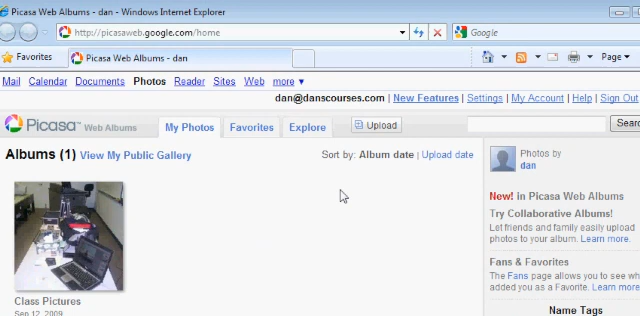 Picasa Web Albums - dan - Windows Internet Explorer
http://picasaweb.google.com/home
Google
Favorites
Picasa Web Albums - dan
Page
Mail Calendar Documents Photos Reader Sites Web more ▼
dan@danscourses.com | New Features | Settings | My Account | Help | Sign Out
Picasa™ Web Albums
My Photos
Favorites
Explore
Upload
Searc
Albums (1) View My Public Gallery
Sort by: Album date | Upload date
Photos by
dan
New! in Picasa Web Albums
Try Collaborative Albums!
Let friends and family easily upload
photos to your album. Learn more.
Fans & Favorites
The Fans page allows you to see wh
added you as a Favorite. Learn more
Name Tags
Class Pictures
Sep 12, 2009